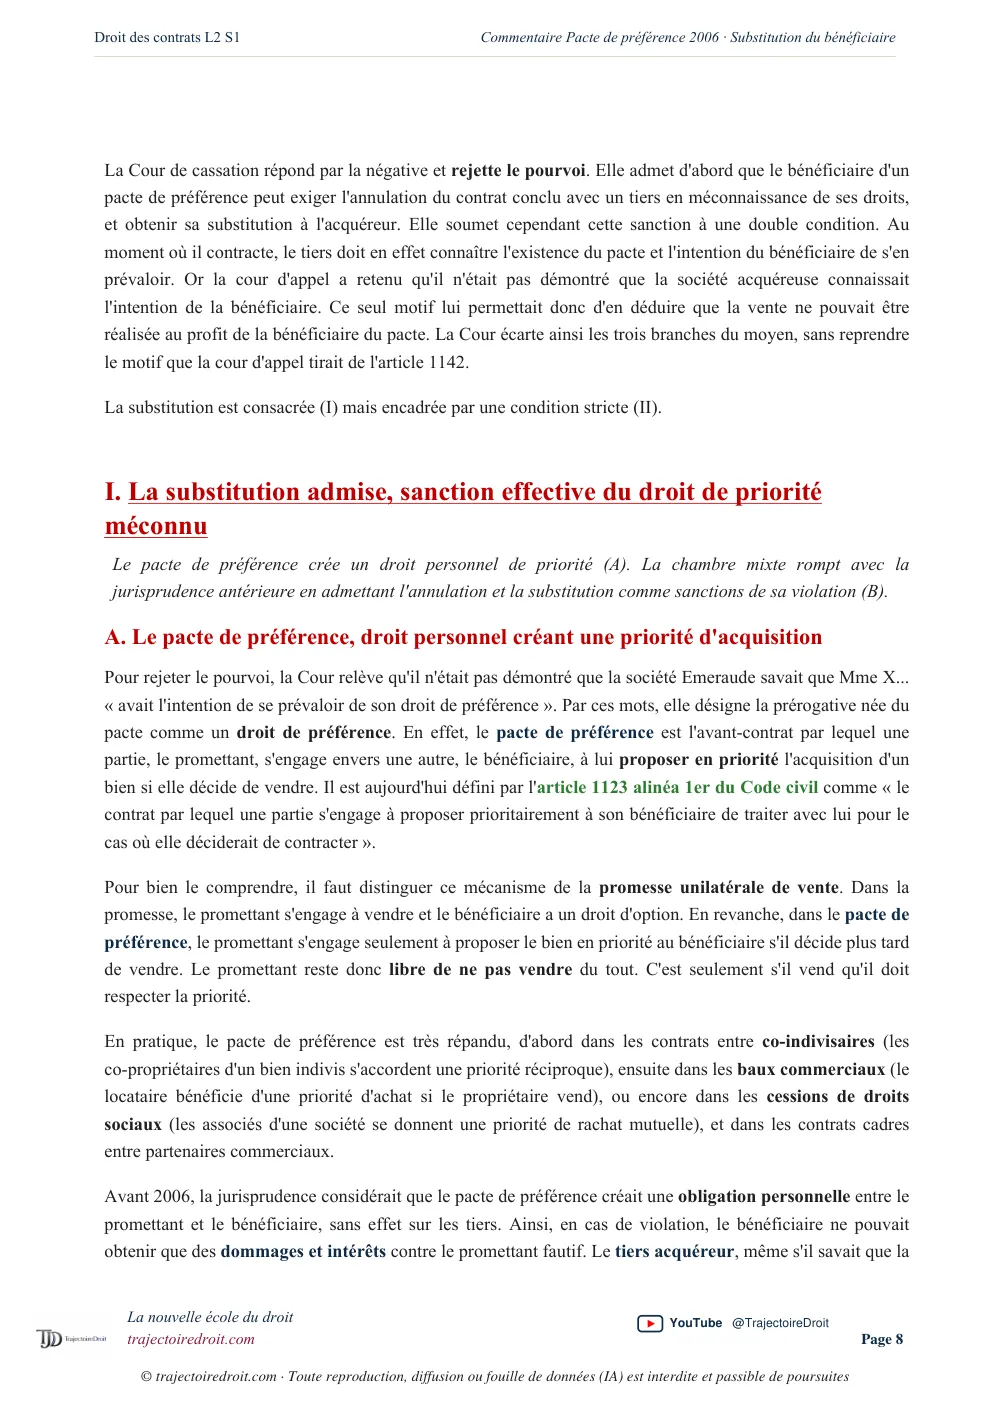 Droit des contrats L2 S1
Commentaire Pacte de préférence 2006 · Substitution du bénéficiaire
La Cour de cassation répond par la négative et rejette le pourvoi. Elle admet d'abord que le bénéficiaire d'un
pacte de préférence peut exiger l'annulation du contrat conclu avec un tiers en méconnaissance de ses droits,
et obtenir sa substitution à l'acquéreur. Elle soumet cependant cette sanction à une double condition. Au
moment où il contracte, le tiers doit en effet connaître l'existence du pacte et l'intention du bénéficiaire de s'en
prévaloir. Or la cour d'appel a retenu qu'il n'était pas démontré que la société acquéreuse connaissait
l'intention de la bénéficiaire. Ce seul motif lui permettait donc d'en déduire que la vente ne pouvait être
réalisée au profit de la bénéficiaire du pacte. La Cour écarte ainsi les trois branches du moyen, sans reprendre
le motif que la cour d'appel tirait de l'article 1142.
La substitution est consacrée (I) mais encadrée par une condition stricte (II).
I. La substitution admise, sanction effective du droit de priorité
méconnu
Le pacte de préférence crée un droit personnel de priorité (A). La chambre mixte rompt avec la
jurisprudence antérieure en admettant l'annulation et la substitution comme sanctions de sa violation (B).
A. Le pacte de préférence, droit personnel créant une priorité d'acquisition
Pour rejeter le pourvoi, la Cour relève qu'il n'était pas démontré que la société Emeraude savait que Mme X...
« avait l'intention de se prévaloir de son droit de préférence ». Par ces mots, elle désigne la prérogative née du
pacte comme un droit de préférence. En effet, le pacte de préférence est l'avant-contrat par lequel une
partie, le promettant, s'engage envers une autre, le bénéficiaire, à lui proposer en priorité l'acquisition d'un
bien si elle décide de vendre. Il est aujourd'hui défini par l'article 1123 alinéa 1er du Code civil comme « le
contrat par lequel une partie s'engage à proposer prioritairement à son bénéficiaire de traiter avec lui pour le
cas où elle déciderait de contracter ».
Pour bien le comprendre, il faut distinguer ce mécanisme de la promesse unilatérale de vente. Dans la
promesse, le promettant s'engage à vendre et le bénéficiaire a un droit d'option. En revanche, dans le pacte de
préférence, le promettant s'engage seulement à proposer le bien en priorité au bénéficiaire s'il décide plus tard
de vendre. Le promettant reste donc libre de ne pas vendre du tout. C'est seulement s'il vend qu'il doit
respecter la priorité.
En pratique, le pacte de préférence est très répandu, d'abord dans les contrats entre co-indivisaires (les
co-propriétaires d'un bien indivis s'accordent une priorité réciproque), ensuite dans les baux commerciaux (le
locataire bénéficie d'une priorité d'achat si le propriétaire vend), ou encore dans les cessions de droits
sociaux (les associés d'une société se donnent une priorité de rachat mutuelle), et dans les contrats cadres
entre partenaires commerciaux.
Avant 2006, la jurisprudence considérait que le pacte de préférence créait une obligation personnelle entre le
promettant et le bénéficiaire, sans effet sur les tiers. Ainsi, en cas de violation, le bénéficiaire ne pouvait
obtenir que des dommages et intérêts contre le promettant fautif. Le tiers acquéreur, même s'il savait que la
La nouvelle école du droit
YouTube @TrajectoireDroit
TJD TrajectoireDroit
trajectoiredroit.com
Page 8
© trajectoiredroit.com · Toute reproduction, diffusion ou fouille de données (IA) est interdite et passible de poursuites